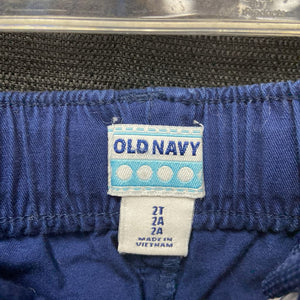 OLD NAVY
2T
2A
2A
MADE IN
VIETNAM